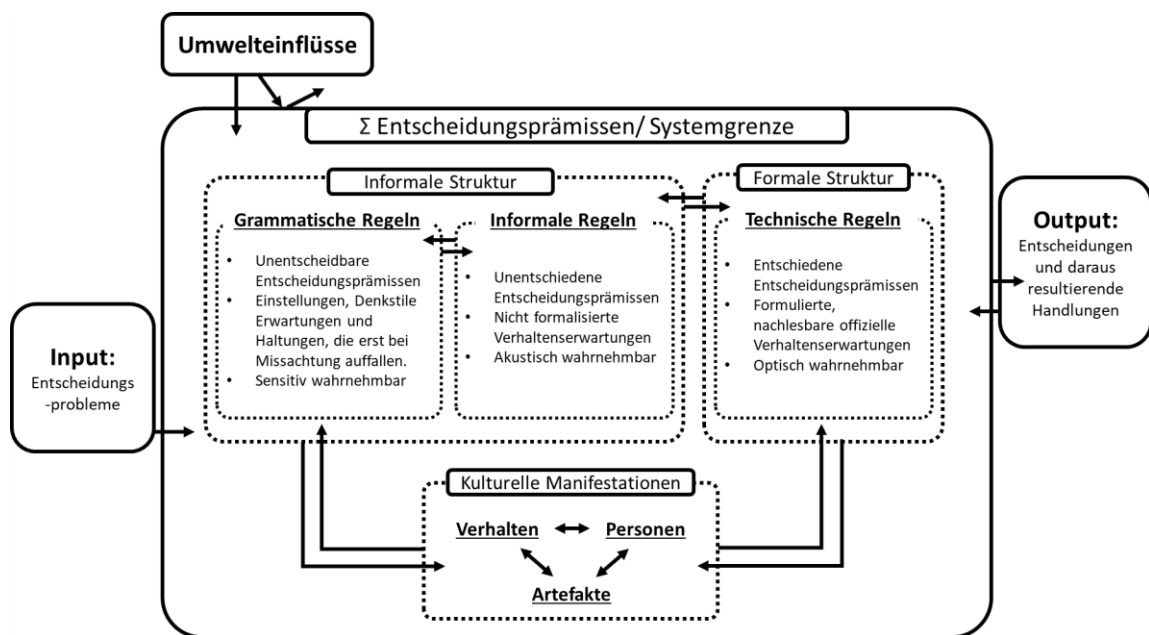 Umwelteinflüsse
Σ Entscheidungsprämissen/ Systemgrenze
Informale Struktur
Grammatische Regeln
• Unentscheidbare
Entscheidungsprämissen
• Einstellungen, Denkstile
Erwartungen und
Haltungen, die erst bei
Missachtung auffallen.
• Sensitiv wahrnehmbar
Informale Regeln
• Unentschiedene
Entscheidungsprämissen
• Nicht formalisierte
Verhaltenserwartungen
• Akustisch wahrnehmbar
Formale Struktur
Technische Regeln
• Entschiedene
Entscheidungsprämissen
• Formulierte,
nachlesbare offizielle
Verhaltenserwartungen
• Optisch wahrnehmbar
Input:
Entscheidungs
-probleme
Output:
Entscheidungen
und daraus
resultierende
Handlungen
Kulturelle Manifestationen
Verhalten
Personen
Artefakte